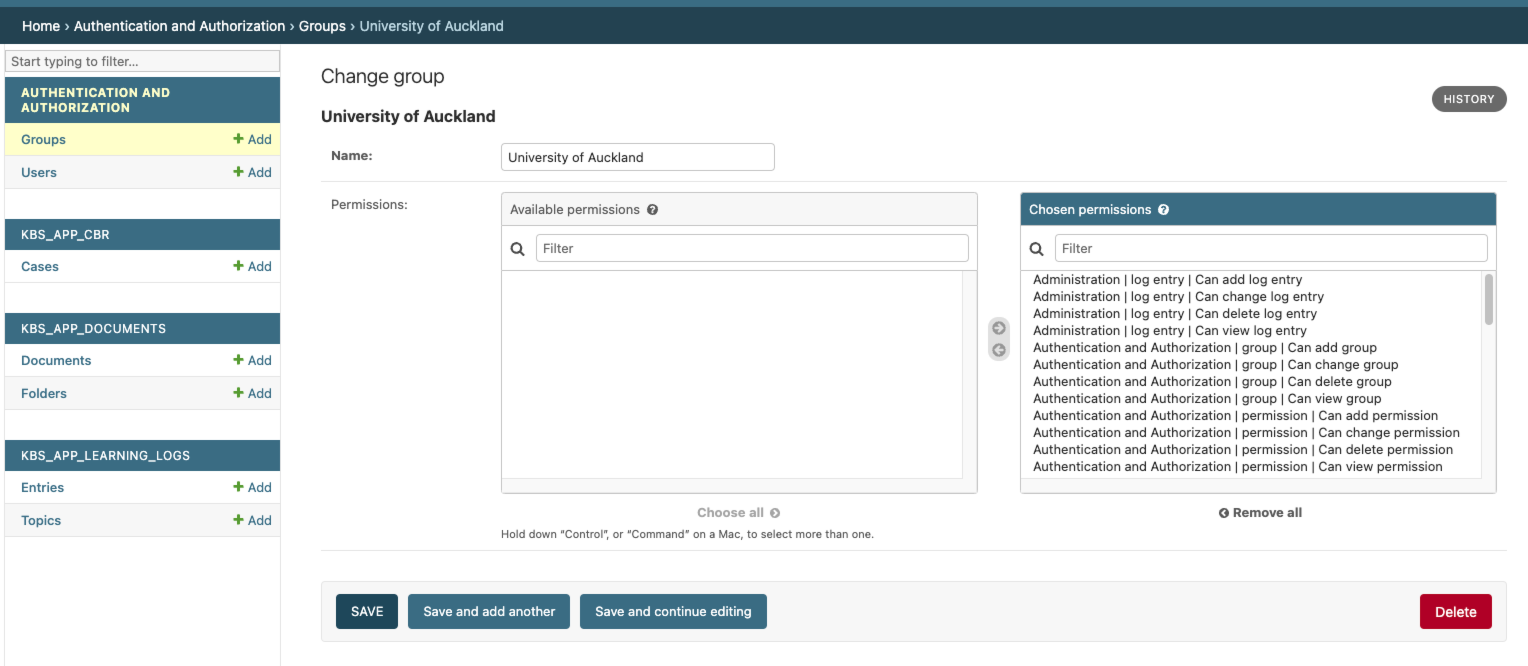 Home › Authentication and Authorization › Groups › University of Auckland
Start typing to filter...
AUTHENTICATION AND
AUTHORIZATION
Groups + Add
Users + Add
KBS_APP_CBR
Cases + Add
KBS_APP_DOCUMENTS
Documents + Add
Folders + Add
KBS_APP_LEARNING_LOGS
Entries + Add
Topics + Add
Change group
HISTORY
University of Auckland
Name: University of Auckland
Permissions:
Available permissions ?
Filter
Choose all
Hold down “Control”, or “Command” on a Mac, to select more than one.
Chosen permissions ?
Filter
Administration | log entry | Can add log entry
Administration | log entry | Can change log entry
Administration | log entry | Can delete log entry
Administration | log entry | Can view log entry
Authentication and Authorization | group | Can add group
Authentication and Authorization | group | Can change group
Authentication and Authorization | group | Can delete group
Authentication and Authorization | group | Can view group
Authentication and Authorization | permission | Can add permission
Authentication and Authorization | permission | Can change permission
Authentication and Authorization | permission | Can delete permission
Authentication and Authorization | permission | Can view permission
Remove all
SAVE
Save and add another
Save and continue editing
Delete